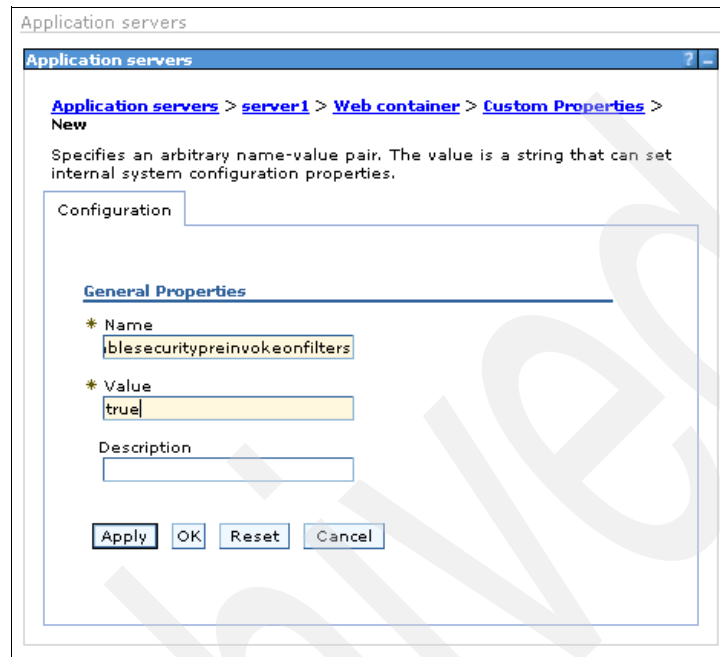 Application servers
Application servers ? –
Application servers > server1 > Web container > Custom Properties >
New
Specifies an arbitrary name-value pair. The value is a string that can set
internal system configuration properties.
Configuration
General Properties
* Name
blesecuritypreinvokeonfilters
* Value
true
Description
Apply OK Reset Cancel